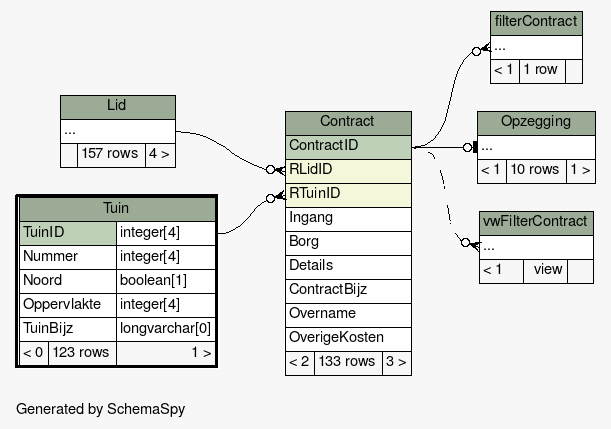 filterContract
...
< 1 1 row
Lid
...
157 rows 4 >
Contract
ContractID
RLidID
RTuinID
Ingang
Borg
Details
ContractBijz
Overname
OverigeKosten
< 2 133 rows 3 >
Opzegging
...
< 1 10 rows 1 >
Tuin
TuinID integer[4]
Nummer integer[4]
Noord boolean[1]
Oppervlakte integer[4]
TuinBijz longvarchar[0]
< 0 123 rows 1 >
vwFilterContract
...
< 1 view
Generated by SchemaSpy